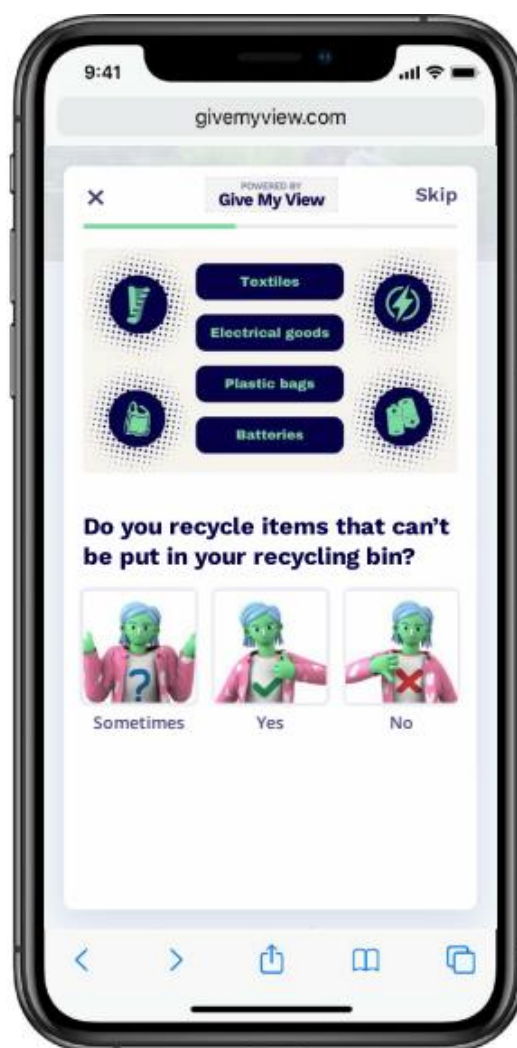 9:41
givemyview.com
POWERED BY
Give My View
Skip
Textiles
Electrical goods
Plastic bags
Batteries
Do you recycle items that can't
be put in your recycling bin?
?
Sometimes
Yes
No